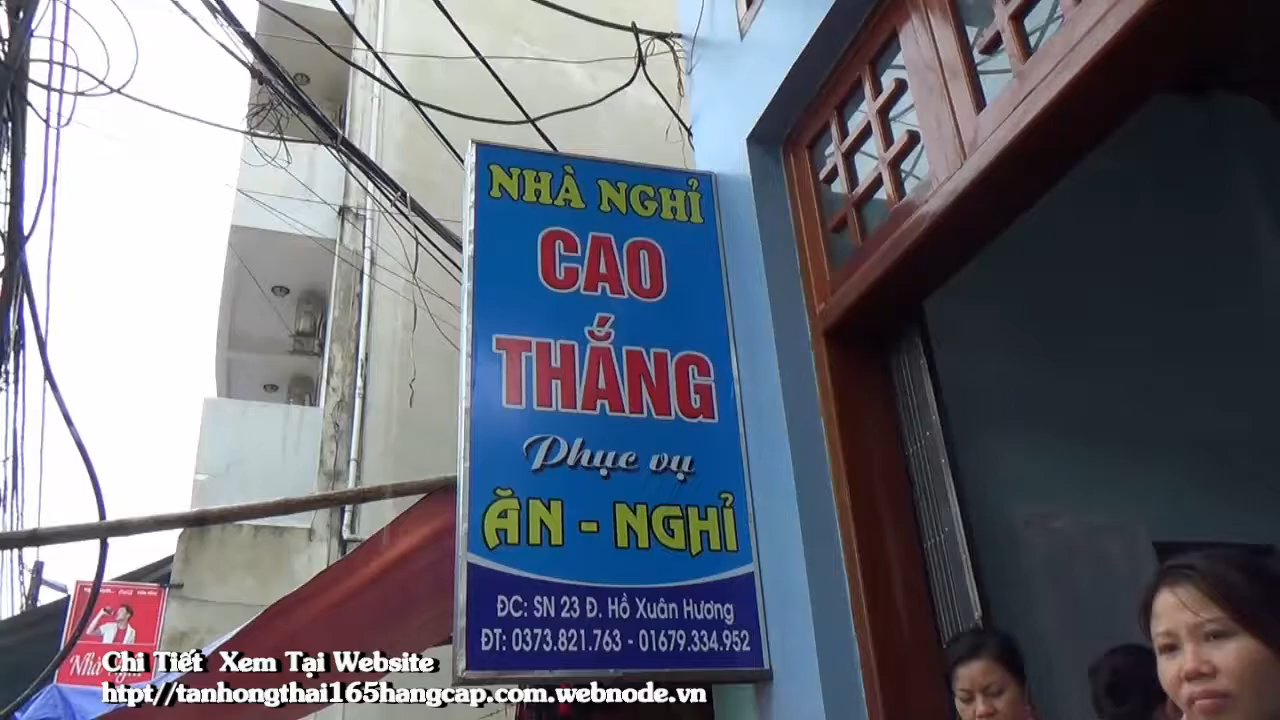 NHÀ NGHỈ
CAO
THẮNG
Phục vụ
ĂN - NGHỈ
ĐC: SN 23 Đ. Hồ Xuân Hương
ĐT: 0373.821.763 - 01679.334.952
Chi Tiết Xem Tại Website
htpt//tanhongthai165hangcap.com.webnode.vn